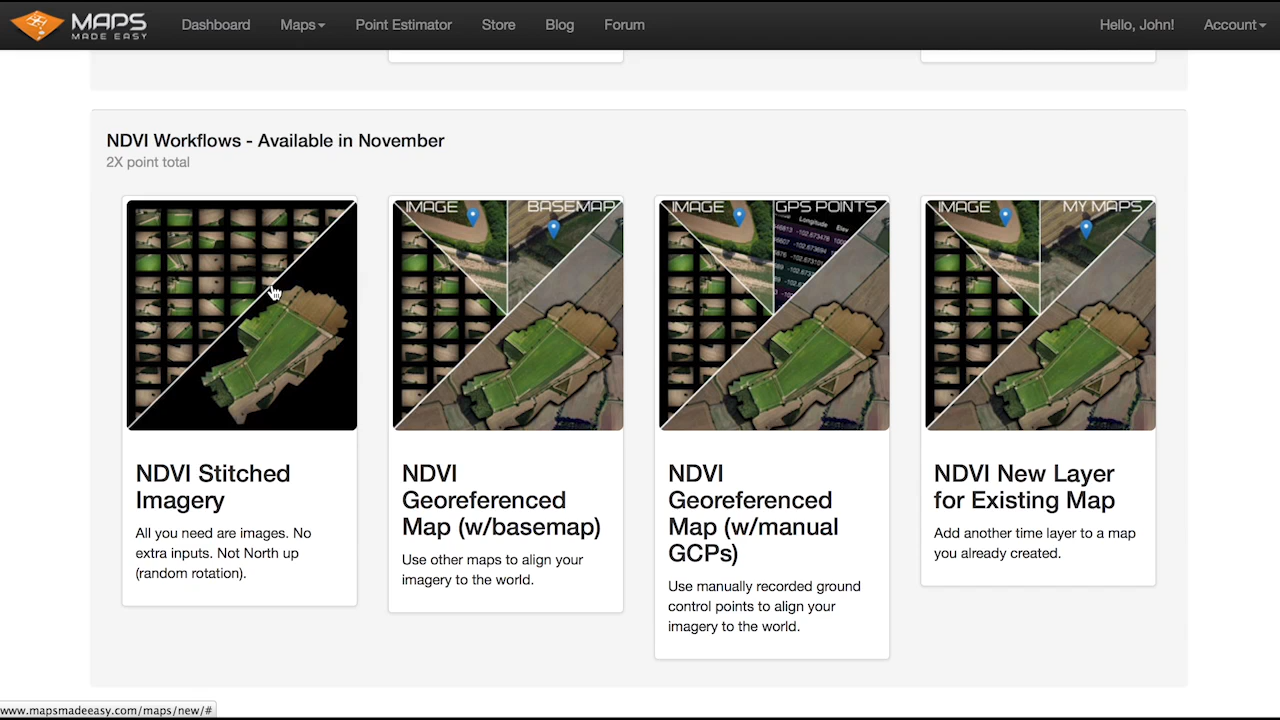 MAPS
MADE EASY
Dashboard
Maps
Point Estimator
Store
Blog
Forum
Hello, John!
Account
NDVI Workflows - Available in November
2X point total
IMAGE
BASEMAP
IMAGE
GPS POINTS
Longitude Elev
IMAGE
MY MAPS
NDVI Stitched
Imagery
All you need are images. No
extra inputs. Not North up
(random rotation).
NDVI
Georeferenced
Map (w/basemap)
Use other maps to align your
imagery to the world.
NDVI
Georeferenced
Map (w/manual
GCPs)
Use manually recorded ground
control points to align your
imagery to the world.
NDVI New Layer
for Existing Map
Add another time layer to a map
you already created.
www.mapsmadeeasy.com/maps/new/#